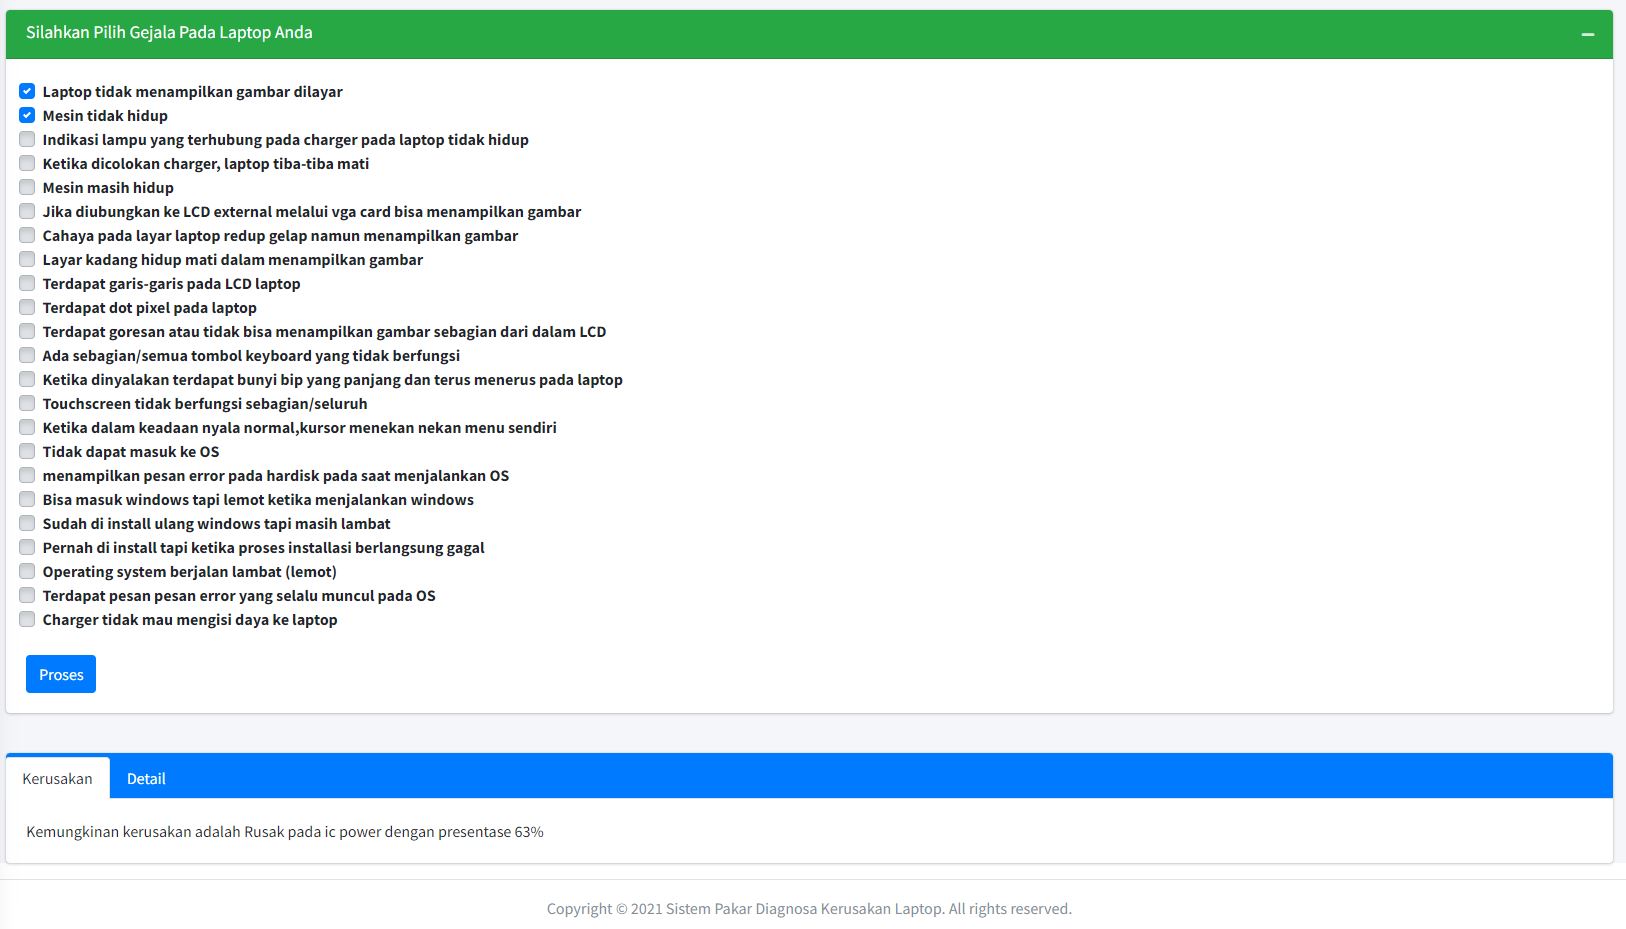 Silahkan Pilih Gejala Pada Laptop Anda
Laptop tidak menampilkan gambar dilayar
Mesin tidak hidup
Indikasi lampu yang terhubung pada charger pada laptop tidak hidup
Ketika dicolokan charger, laptop tiba-tiba mati
Mesin masih hidup
Jika diubungkan ke LCD external melalui vga card bisa menampilkan gambar
Cahaya pada layar laptop redup gelap namun menampilkan gambar
Layar kadang hidup mati dalam menampilkan gambar
Terdapat garis-garis pada LCD laptop
Terdapat dot pixel pada laptop
Terdapat goresan atau tidak bisa menampilkan gambar sebagian dari dalam LCD
Ada sebagian/semua tombol keyboard yang tidak berfungsi
Ketika dinyalakan terdapat bunyi bip yang panjang dan terus menerus pada laptop
Touchscreen tidak berfungsi sebagian/seluruh
Ketika dalam keadaan nyala normal,kursor menekan nekan menu sendiri
Tidak dapat masuk ke OS
menampilkan pesan error pada hardisk pada saat menjalankan OS
Bisa masuk windows tapi lemot ketika menjalankan windows
Sudah di install ulang windows tapi masih lambat
Pernah di install tapi ketika proses installasi berlangsung gagal
Operating system berjalan lambat (lemot)
Terdapat pesan pesan error yang selalu muncul pada OS
Charger tidak mau mengisi daya ke laptop
Proses
Kerusakan Detail
Kemungkinan kerusakan adalah Rusak pada ic power dengan presentase 63%
Copyright © 2021 Sistem Pakar Diagnosa Kerusakan Laptop. All rights reserved.